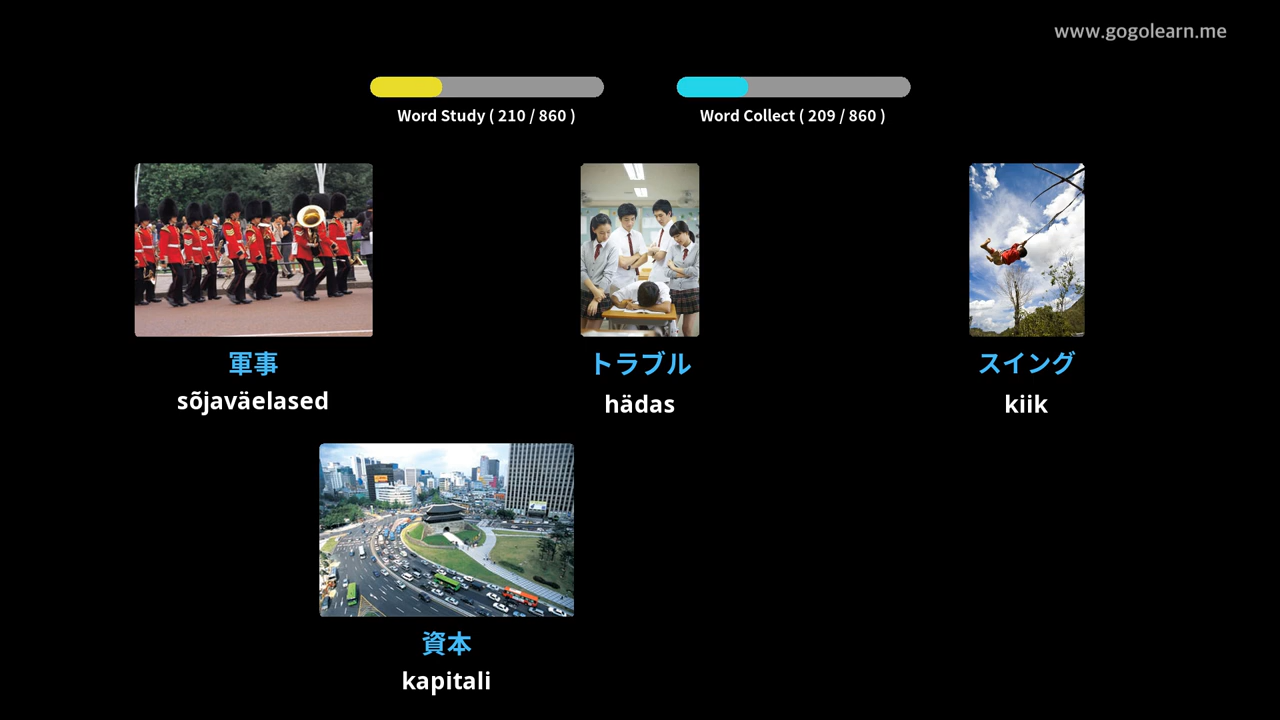 www.gogolearn.me
Word Study ( 210 / 860 )
Word Collect ( 209 / 860 )
軍事
sõjaväelased
トラブル
hädas
スイング
kiik
資本
kapitali